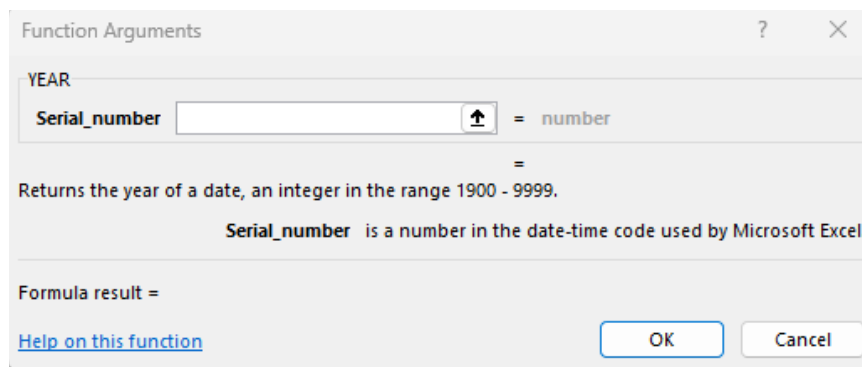 Function Arguments ? ×
YEAR
Serial_number = number
=
Returns the year of a date, an integer in the range 1900 - 9999.
Serial_number is a number in the date-time code used by Microsoft Excel
Formula result =
Help on this function OK Cancel